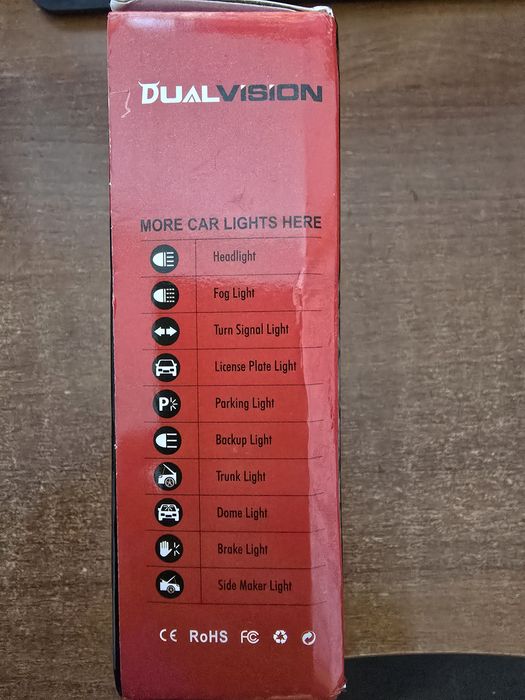 DUALVISION
MORE CAR LIGHTS HERE
Headlight
Fog Light
Turn Signal Light
License Plate Light
P Parking Light
Backup Light
Trunk Light
Dome Light
Brake Light
Side Maker Light
CE RoHS FC